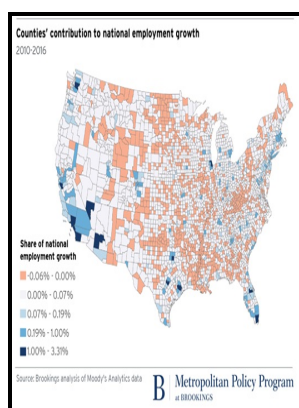 Counties' contribution to national employment growth
2010-2016
Share of national
employment growth
-0.06% - 0.00%
0.00% - 0.07%
0.07% - 0.19%
0.19% - 1.00%
1.00% - 3.31%
Source: Brookings analysis of Moody's Analytics data
B Metropolitan Policy Program
at BROOKINGS